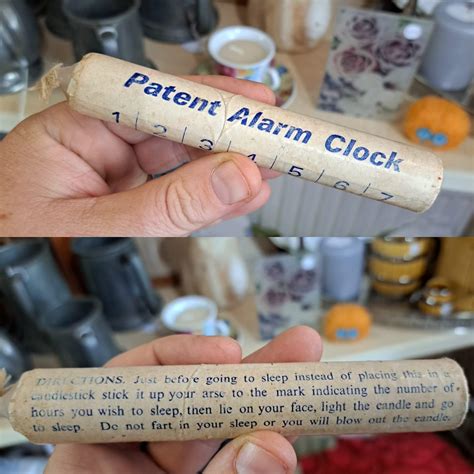 Patent Alarm Clock
1 2 3 4 5 6 7
DIRECTIONS. Just before going to sleep instead of placing this in a
candlestick stick it up your arse to the mark indicating the number of
hours you wish to sleep, then lie on your face, light the candle and go
to sleep. Do not fart in your sleep or you will blow out the candle.